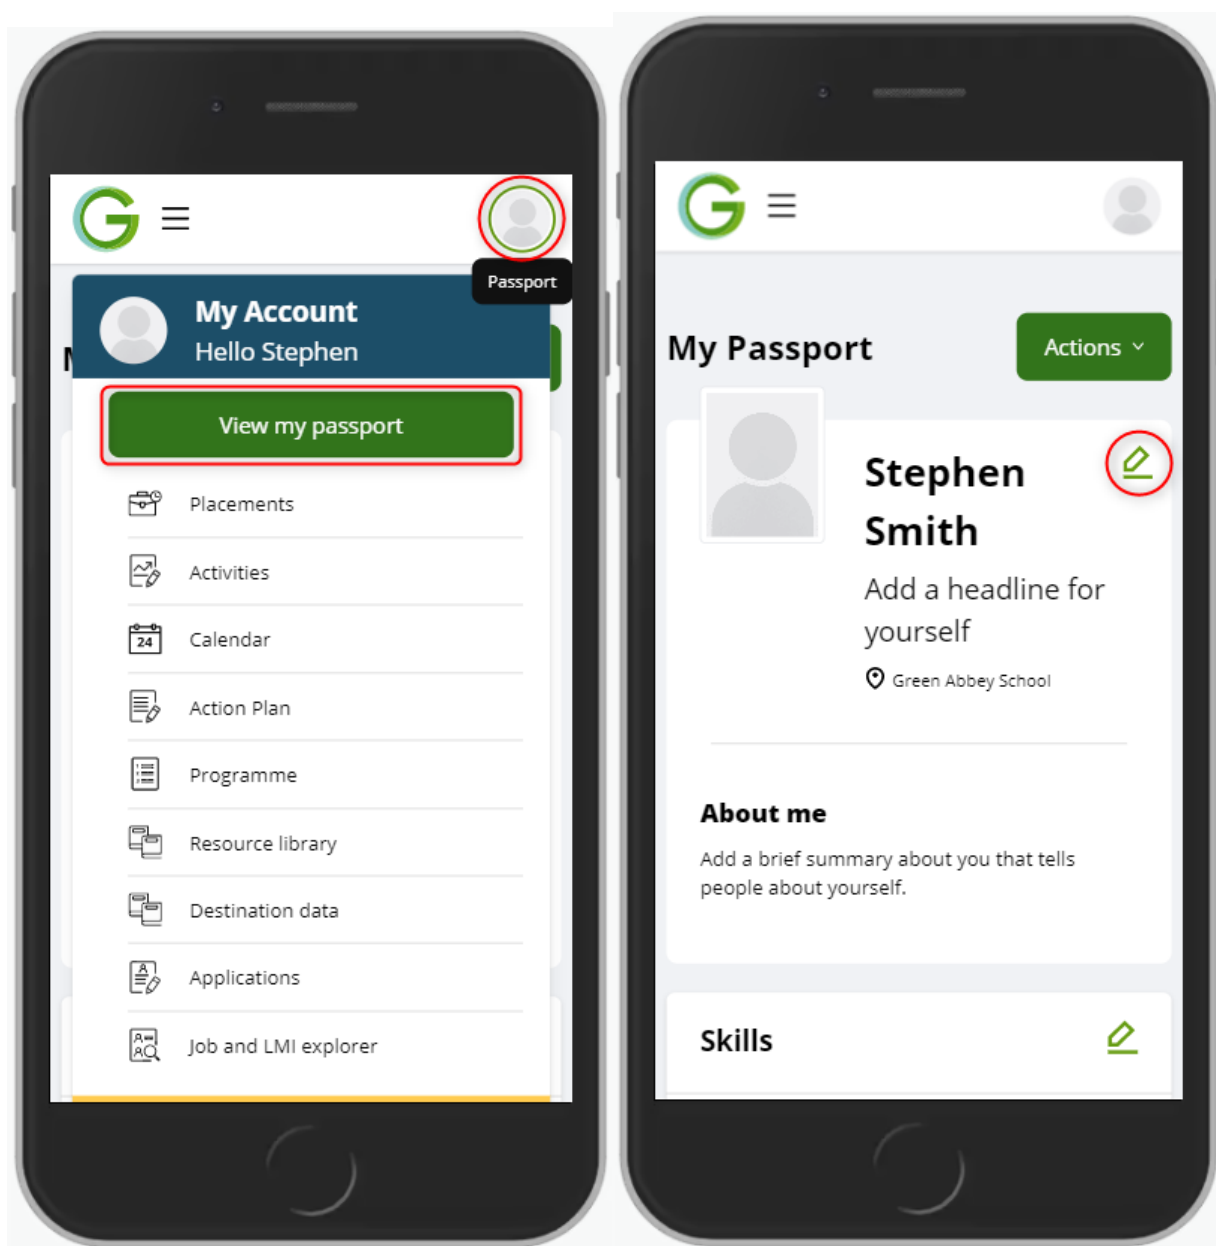 G
Passport
My Account
Hello Stephen
View my passport
Placements
Activities
24
Calendar
Action Plan
Programme
Resource library
Destination data
Applications
Job and LMI explorer
G
My Passport
Actions
Stephen
Smith
Add a headline for
yourself
Green Abbey School
About me
Add a brief summary about you that tells
people about yourself.
Skills